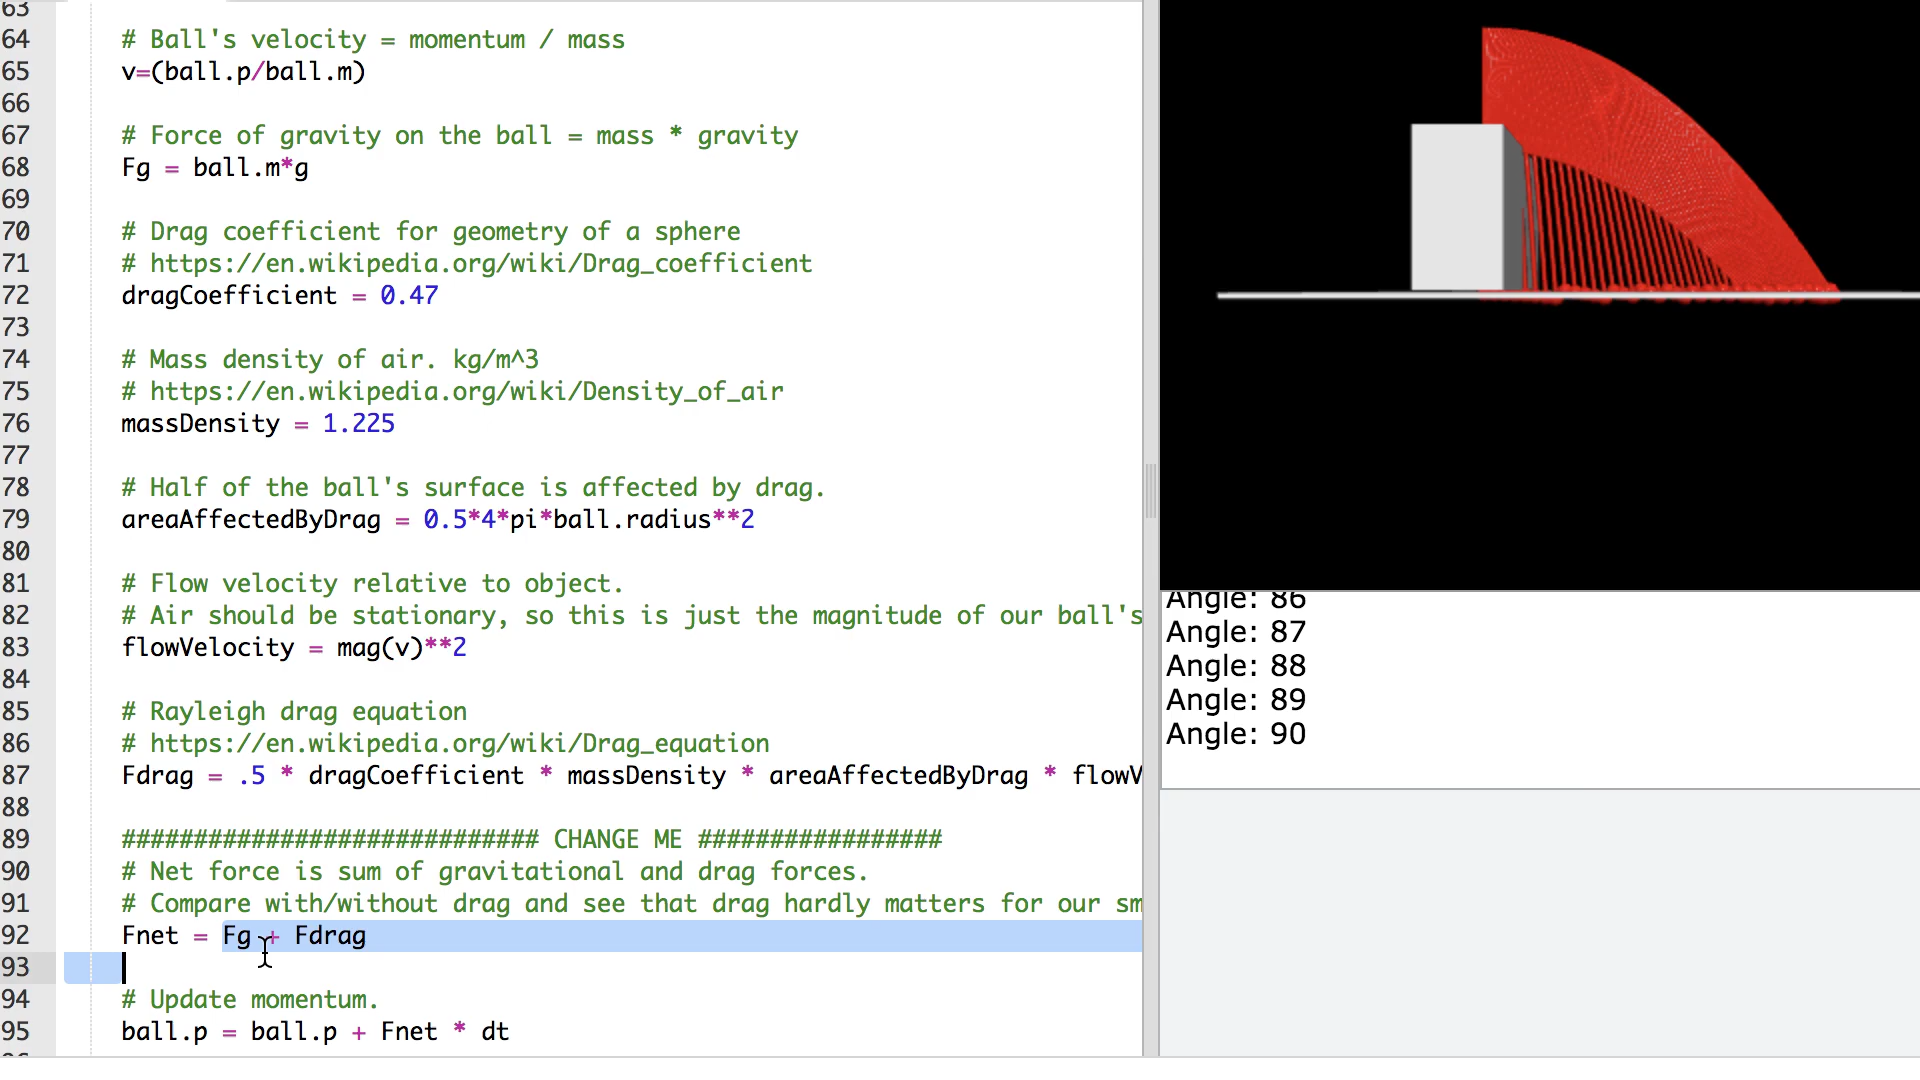 63
64 # Ball's velocity = momentum / mass
65 v=(ball.p/ball.m)
66
67 # Force of gravity on the ball = mass * gravity
68 Fg = ball.m*g
69
70 # Drag coefficient for geometry of a sphere
71 # https://en.wikipedia.org/wiki/Drag_coefficient
72 dragCoefficient = 0.47
73
74 # Mass density of air. kg/m^3
75 # https://en.wikipedia.org/wiki/Density_of_air
76 massDensity = 1.225
77
78 # Half of the ball's surface is affected by drag.
79 areaAffectedByDrag = 0.5*4*pi*ball.radius**2
80
81 # Flow velocity relative to object.
82 # Air should be stationary, so this is just the magnitude of our ball's
83 flowVelocity = mag(v)**2
84
85 # Rayleigh drag equation
86 # https://en.wikipedia.org/wiki/Drag_equation
87 Fdrag = .5 * dragCoefficient * massDensity * areaAffectedByDrag * flowV
88
89 ############################# CHANGE ME #################
90 # Net force is sum of gravitational and drag forces.
91 # Compare with/without drag and see that drag hardly matters for our sm
92 Fnet = Fg + Fdrag
93
94 # Update momentum.
95 ball.p = ball.p + Fnet * dt
Angle: 86
Angle: 87
Angle: 88
Angle: 89
Angle: 90